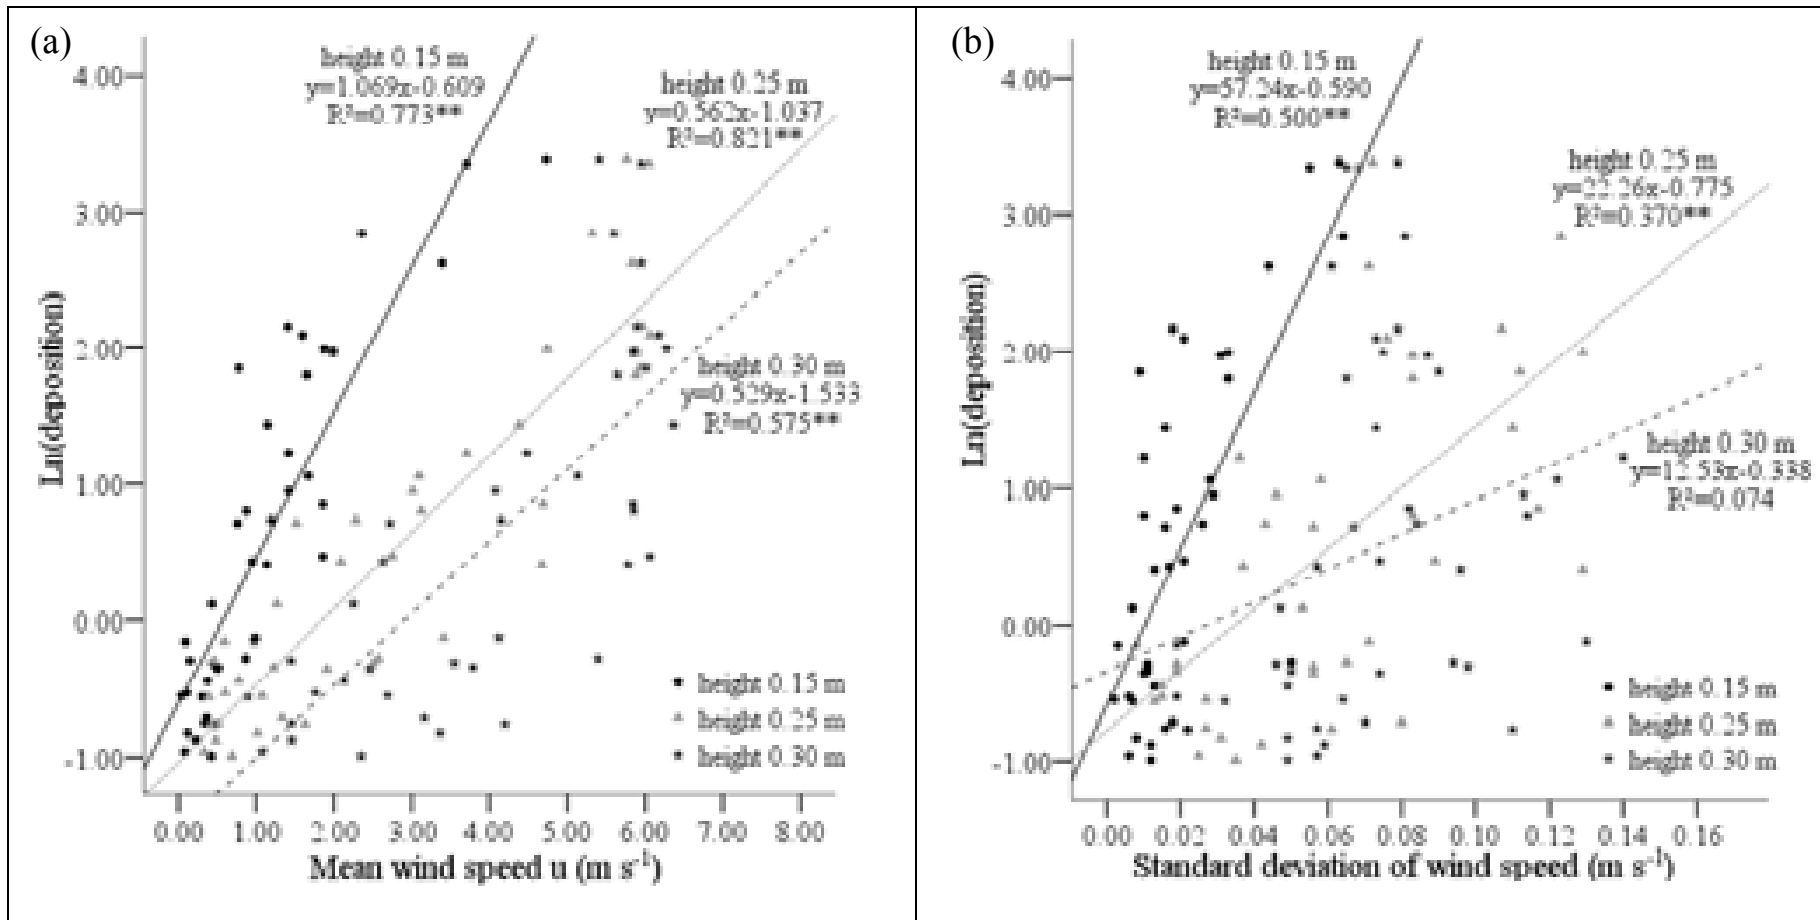 (a)
height 0.15 m
y=1.069x-0.609
R²=0.773**
height 0.25 m
y=0.562x-1.037
R²=0.821**
height 0.30 m
y=0.529x-1.533
R²=0.575**
4.00
3.00
2.00
1.00
0.00
-1.00
Ln(deposition)
height 0.15 m
height 0.25 m
height 0.30 m
0.00 1.00 2.00 3.00 4.00 5.00 6.00 7.00 8.00
Mean wind speed u (m s⁻¹)
(b)
height 0.15 m
y=57.24x-0.590
R²=0.500**
height 0.25 m
y=22.26x-0.775
R²=0.370**
height 0.30 m
y=12.53x-0.338
R²=0.074
4.00
3.00
2.00
1.00
0.00
-1.00
Ln(deposition)
height 0.15 m
height 0.25 m
height 0.30 m
0.00 0.02 0.04 0.06 0.08 0.10 0.12 0.14 0.16
Standard deviation of wind speed (m s⁻¹)